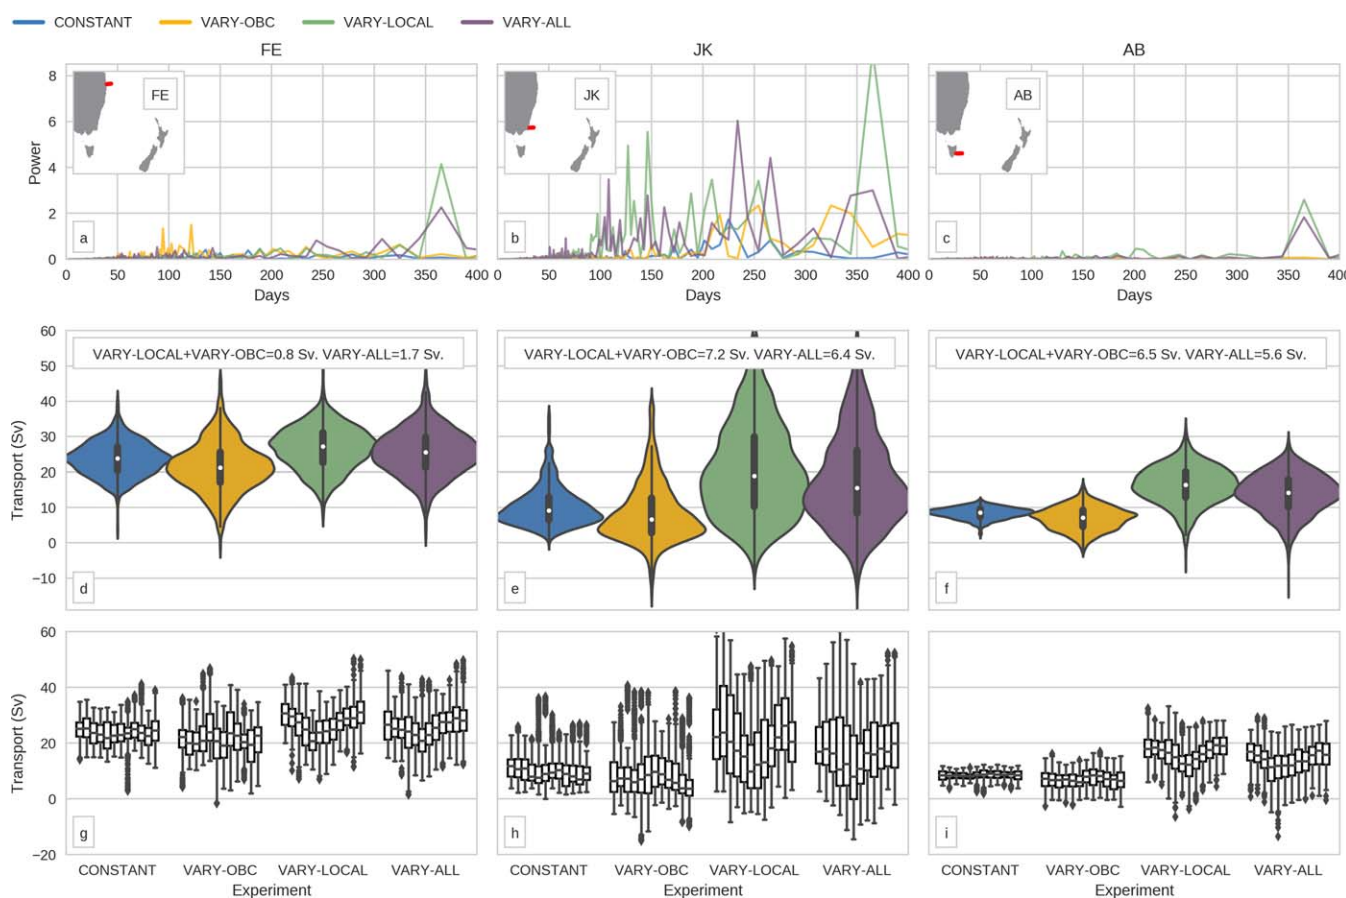 CONSTANT VARY-OBC VARY-LOCAL VARY-ALL
FE JK AB
Power
8
6
4
2
0
FE
a
0 50 100 150 200 250 300 350 400
Days
JK
b
0 50 100 150 200 250 300 350 400
Days
AB
c
0 50 100 150 200 250 300 350 400
Days
Transport (Sv)
60
50
40
30
20
10
0
−10
VARY-LOCAL+VARY-OBC=0.8 Sv. VARY-ALL=1.7 Sv.
d
VARY-LOCAL+VARY-OBC=7.2 Sv. VARY-ALL=6.4 Sv.
e
VARY-LOCAL+VARY-OBC=6.5 Sv. VARY-ALL=5.6 Sv.
f
Transport (Sv)
60
40
20
0
−20
g
h
i
CONSTANT VARY-OBC VARY-LOCAL VARY-ALL
Experiment
CONSTANT VARY-OBC VARY-LOCAL VARY-ALL
Experiment
CONSTANT VARY-OBC VARY-LOCAL VARY-ALL
Experiment